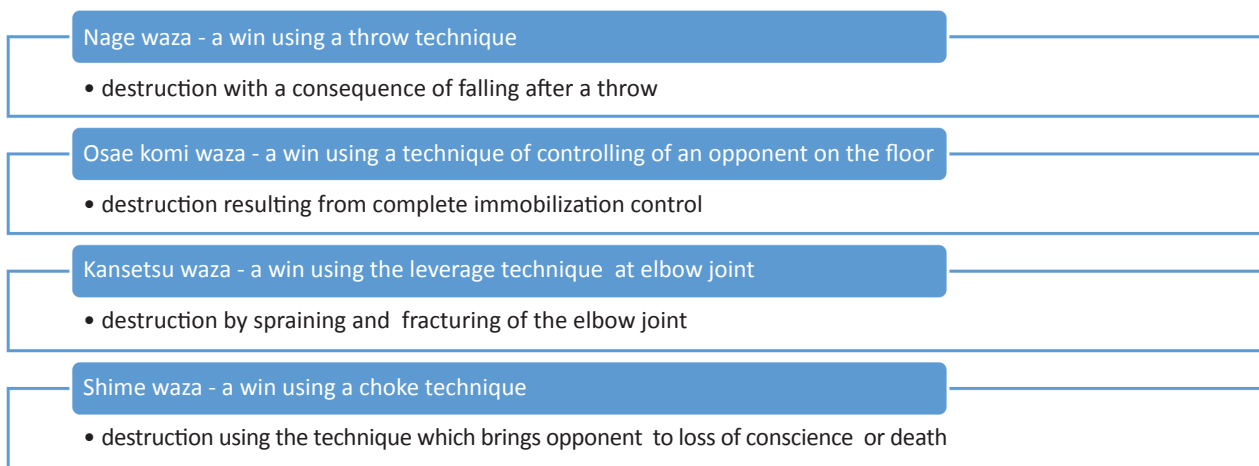 Nage waza - a win using a throw technique
• destruction with a consequence of falling after a throw
Osae komi waza - a win using a technique of controlling of an opponent on the floor
• destruction resulting from complete immobilization control
Kansetsu waza - a win using the leverage technique  at elbow joint
• destruction by spraining and  fracturing of the elbow joint
Shime waza - a win using a choke technique
• destruction using the technique which brings opponent  to loss of conscience  or death